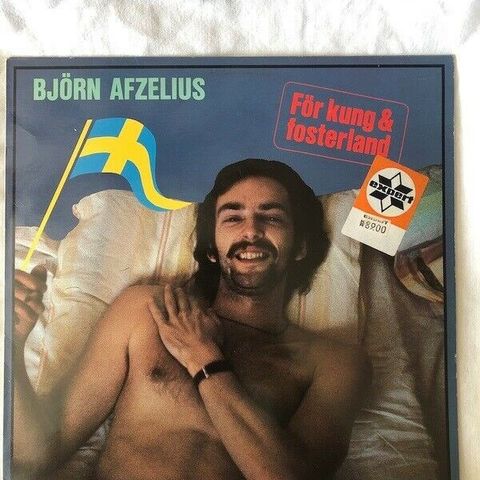 BJÖRN AFZELIUS
För kung &
fosterland
expert